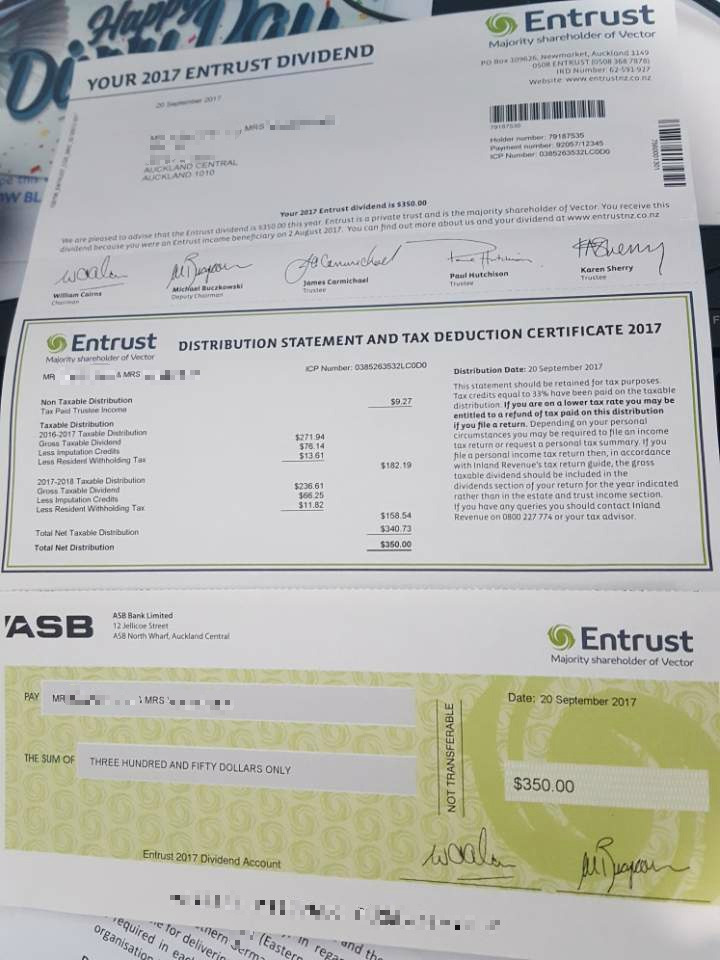 Happy
Entrust
Majority shareholder of Vector
YOUR 2017 ENTRUST DIVIDEND
PO Box 109626, Newmarket, Auckland 1149
0508 ENTRUST (0508 368 7878)
IRD Number: 62-591-927
Website: www.entrustnz.co.nz
20 September 2017
MRS
AUCKLAND CENTRAL
AUCKLAND 1010
79187535
Holder number: 79187535
Payment number: 92057/12345
ICP Number: 0385263532LC0D0
Your 2017 Entrust dividend is $350.00
We are pleased to advise that the Entrust dividend is $350.00 this year. Entrust is a private trust and is the majority shareholder of Vector. You receive this
dividend because you were an Entrust income beneficiary on 2 August 2017. You can find out more about us and your dividend at www.entrustnz.co.nz
William Cairns
Chairman
Michael Buczkowski
Deputy Chairman
James Carmichael
Trustee
Paul Hutchison
Trustee
Karen Sherry
Trustee
Entrust
Majority shareholder of Vector
DISTRIBUTION STATEMENT AND TAX DEDUCTION CERTIFICATE 2017
MR & MRS
ICP Number: 0385263532LC0D0
Non Taxable Distribution
Tax Paid Trustee Income $9.27
Taxable Distribution
2016-2017 Taxable Distribution
Gross Taxable Dividend $271.94
Less Imputation Credits $76.14
Less Resident Withholding Tax $13.61
$182.19
2017-2018 Taxable Distribution
Gross Taxable Dividend $236.61
Less Imputation Credits $66.25
Less Resident Withholding Tax $11.82
$158.54
Total Net Taxable Distribution $340.73
Total Net Distribution $350.00
Distribution Date: 20 September 2017
This statement should be retained for tax purposes.
Tax credits equal to 33% have been paid on the taxable
distribution. If you are on a lower tax rate you may be
entitled to a refund of tax paid on this distribution
if you file a return. Depending on your personal
circumstances you may be required to file an income
tax return or request a personal tax summary. If you
file a personal income tax return then, in accordance
with Inland Revenue's tax return guide, the gross
taxable dividend should be included in the
dividends section of your return for the year indicated
rather than in the estate and trust income section.
If you have any queries you should contact Inland
Revenue on 0800 227 774 or your tax advisor.
ASB
ASB Bank Limited
12 Jellicoe Street
ASB North Wharf, Auckland Central
Entrust
Majority shareholder of Vector
PAY MR & MRS
Date: 20 September 2017
THE SUM OF THREE HUNDRED AND FIFTY DOLLARS ONLY
NOT TRANSFERABLE
$350.00
Entrust 2017 Dividend Account
required in
organisation
for
(Eastern
in
and the